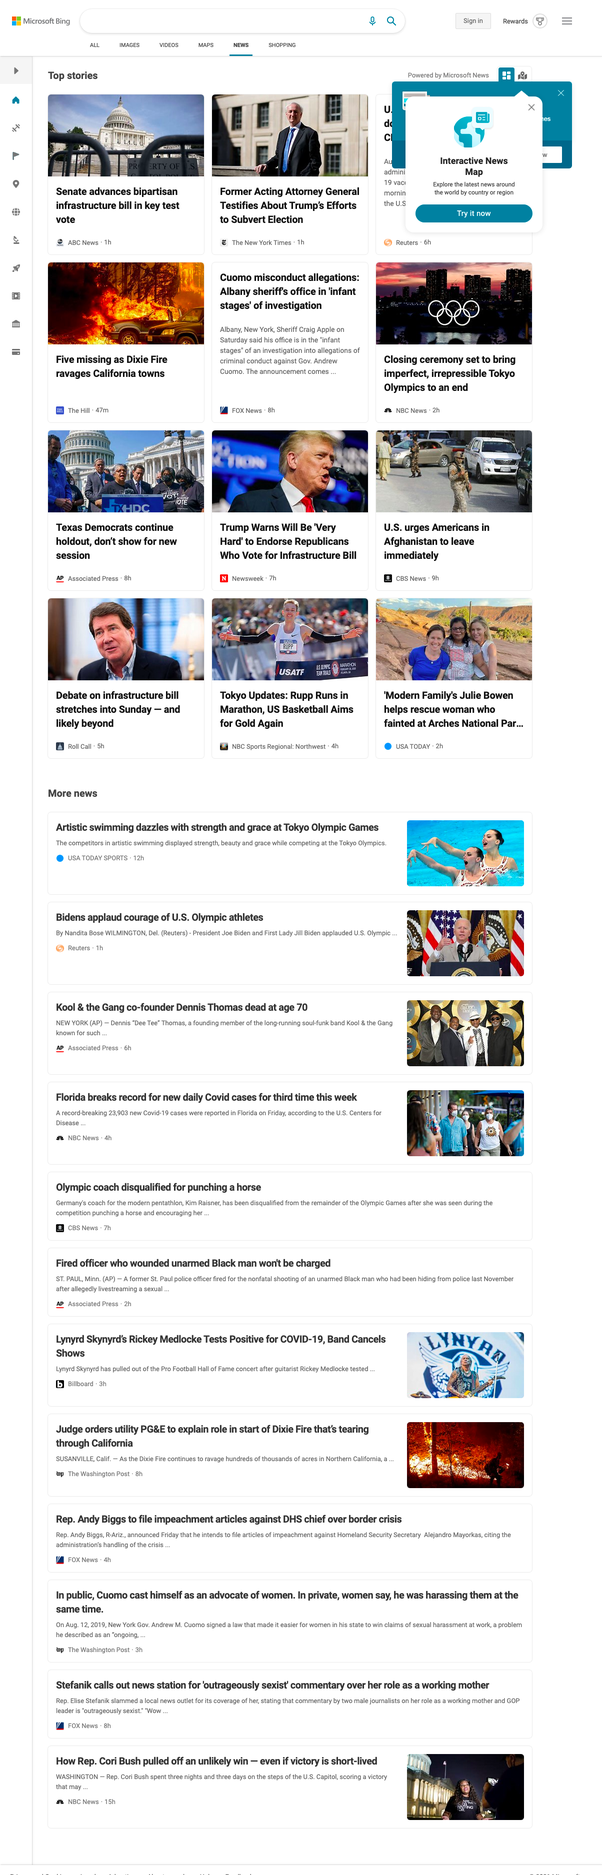 Microsoft Bing
Sign in
Rewards
ALL IMAGES VIDEOS MAPS NEWS SHOPPING
Top stories
Powered by Microsoft News
Senate advances bipartisan
infrastructure bill in key test
vote
ABC News · 1h
Former Acting Attorney General
Testifies About Trump's Efforts
to Subvert Election
The New York Times · 1h
Reuters · 6h
Interactive News
Map
Explore the latest news around
the world by country or region
Try it now
Five missing as Dixie Fire
ravages California towns
The Hill · 47m
Cuomo misconduct allegations:
Albany sheriff's office in 'infant
stages' of investigation
Albany, New York, Sheriff Craig Apple on
Saturday said his office is in the "infant
stages" of an investigation into allegations of
criminal conduct against Gov. Andrew
Cuomo. The announcement comes ...
FOX News · 8h
Closing ceremony set to bring
imperfect, irrepressible Tokyo
Olympics to an end
NBC News · 2h
Texas Democrats continue
holdout, don't show for new
session
Associated Press · 8h
Trump Warns Will Be 'Very
Hard' to Endorse Republicans
Who Vote for Infrastructure Bill
Newsweek · 7h
U.S. urges Americans in
Afghanistan to leave
immediately
CBS News · 9h
Debate on infrastructure bill
stretches into Sunday — and
likely beyond
Roll Call · 5h
Tokyo Updates: Rupp Runs in
Marathon, US Basketball Aims
for Gold Again
NBC Sports Regional: Northwest · 4h
'Modern Family's Julie Bowen
helps rescue woman who
fainted at Arches National Par...
USA TODAY · 2h
More news
Artistic swimming dazzles with strength and grace at Tokyo Olympic Games
The competitors in artistic swimming displayed strength, beauty and grace while competing at the Tokyo Olympics.
USA TODAY SPORTS · 12h
Bidens applaud courage of U.S. Olympic athletes
By Nandita Bose WILMINGTON, Del. (Reuters) - President Joe Biden and First Lady Jill Biden applauded U.S. Olympic ...
Reuters · 1h
Kool & the Gang co-founder Dennis Thomas dead at age 70
NEW YORK (AP) — Dennis "Dee Tee" Thomas, a founding member of the long-running soul-funk band Kool & the Gang
known for such ...
Associated Press · 6h
Florida breaks record for new daily Covid cases for third time this week
A record-breaking 23,903 new Covid-19 cases were reported in Florida on Friday, according to the U.S. Centers for
Disease ...
NBC News · 4h
Olympic coach disqualified for punching a horse
Germany's coach for the modern pentathlon, Kim Raisner, has been disqualified from the remainder of the Olympic Games after she was seen during the
competition punching a horse and encouraging her ...
CBS News · 7h
Fired officer who wounded unarmed Black man won't be charged
ST. PAUL, Minn. (AP) — A former St. Paul police officer fired for the nonfatal shooting of an unarmed Black man who had been hiding from police last November
after allegedly livestreaming a sexual ...
Associated Press · 2h
Lynyrd Skynyrd's Rickey Medlocke Tests Positive for COVID-19, Band Cancels
Shows
Lynyrd Skynyrd has pulled out of the Pro Football Hall of Fame concert after guitarist Rickey Medlocke tested ...
Billboard · 3h
Judge orders utility PG&E to explain role in start of Dixie Fire that's tearing
through California
SUSANVILLE, Calif. — As the Dixie Fire continues to ravage hundreds of thousands of acres in Northern California, a ...
The Washington Post · 8h
Rep. Andy Biggs to file impeachment articles against DHS chief over border crisis
Rep. Andy Biggs, R-Ariz., announced Friday that he intends to file articles of impeachment against Homeland Security Secretary Alejandro Mayorkas, citing the
administration's handling of the crisis ...
FOX News · 4h
In public, Cuomo cast himself as an advocate of women. In private, women say, he was harassing them at the
same time.
On Aug. 12, 2019, New York Gov. Andrew M. Cuomo signed a law that made it easier for women in his state to win claims of sexual harassment at work, a problem
he described as an "ongoing, ...
The Washington Post · 3h
Stefanik calls out news station for 'outrageously sexist' commentary over her role as a working mother
Rep. Elise Stefanik slammed a local news outlet for its coverage of her, stating that commentary by two male journalists on her role as a working mother and GOP
leader is "outrageously sexist." "Wow ...
FOX News · 8h
How Rep. Cori Bush pulled off an unlikely win — even if victory is short-lived
WASHINGTON — Rep. Cori Bush spent three nights and three days on the steps of the U.S. Capitol, scoring a victory
that may ...
NBC News · 15h